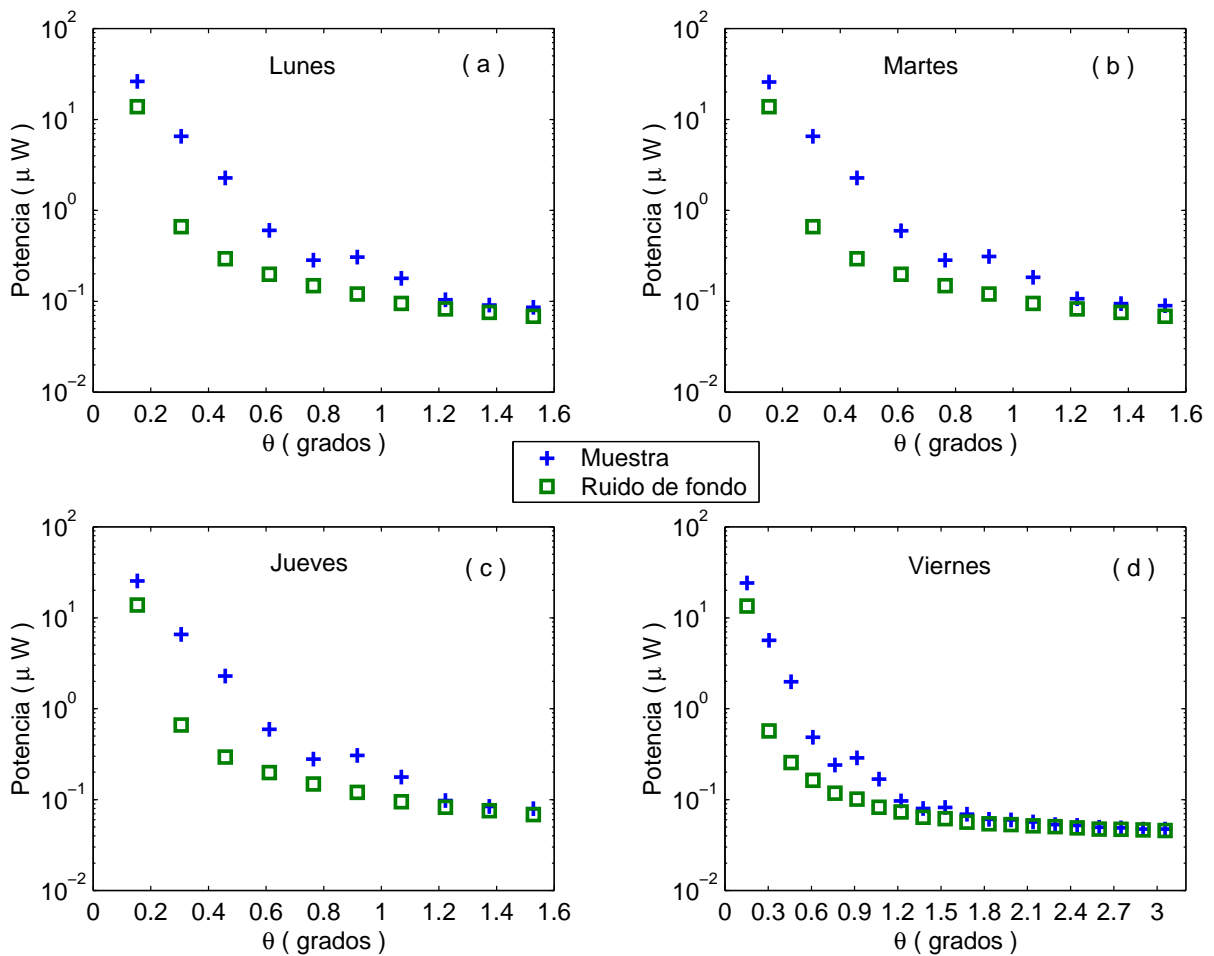 Lunes
( a )
10²
10¹
10⁰
10⁻¹
10⁻²
Potencia ( μ W )
0 0.2 0.4 0.6 0.8 1 1.2 1.4 1.6
θ ( grados )
Martes
( b )
10²
10¹
10⁰
10⁻¹
10⁻²
Potencia ( μ W )
0 0.2 0.4 0.6 0.8 1 1.2 1.4 1.6
θ ( grados )
Muestra
Ruido de fondo
Jueves
( c )
10²
10¹
10⁰
10⁻¹
10⁻²
Potencia ( μ W )
0 0.2 0.4 0.6 0.8 1 1.2 1.4 1.6
θ ( grados )
Viernes
( d )
10²
10¹
10⁰
10⁻¹
10⁻²
Potencia ( μ W )
0 0.3 0.6 0.9 1.2 1.5 1.8 2.1 2.4 2.7 3
θ ( grados )